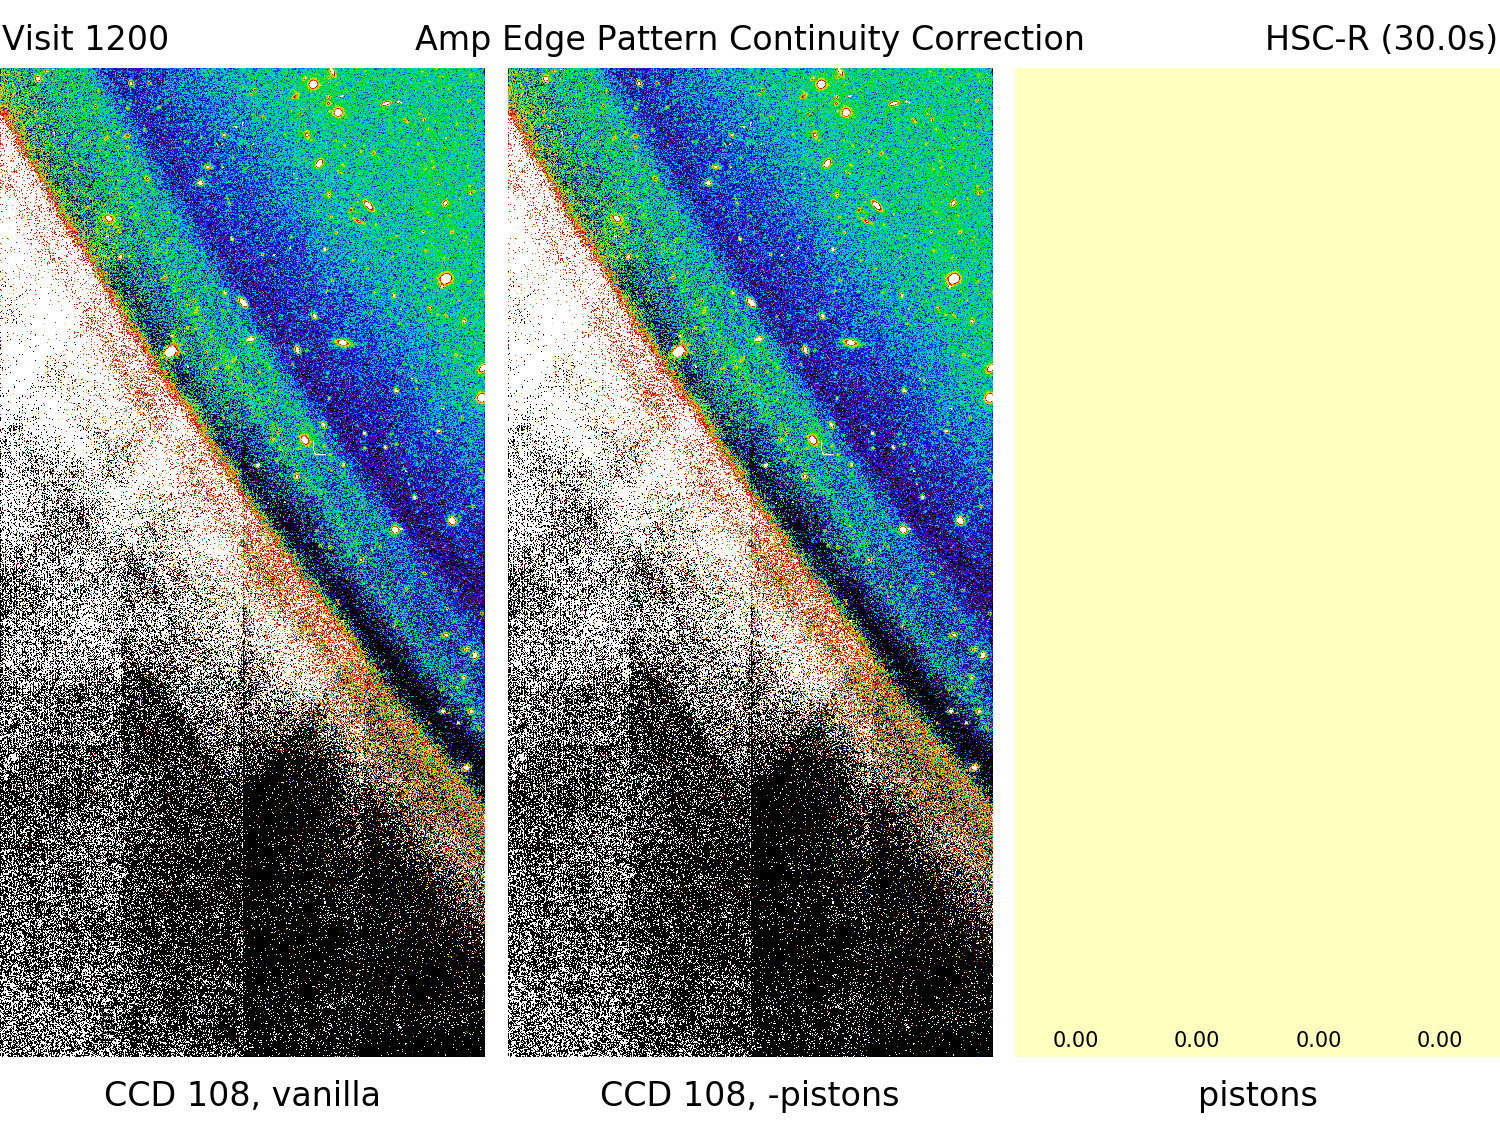 Visit 1200
Amp Edge Pattern Continuity Correction
HSC-R (30.0s)
0.00 0.00 0.00 0.00
CCD 108, vanilla
CCD 108, -pistons
pistons